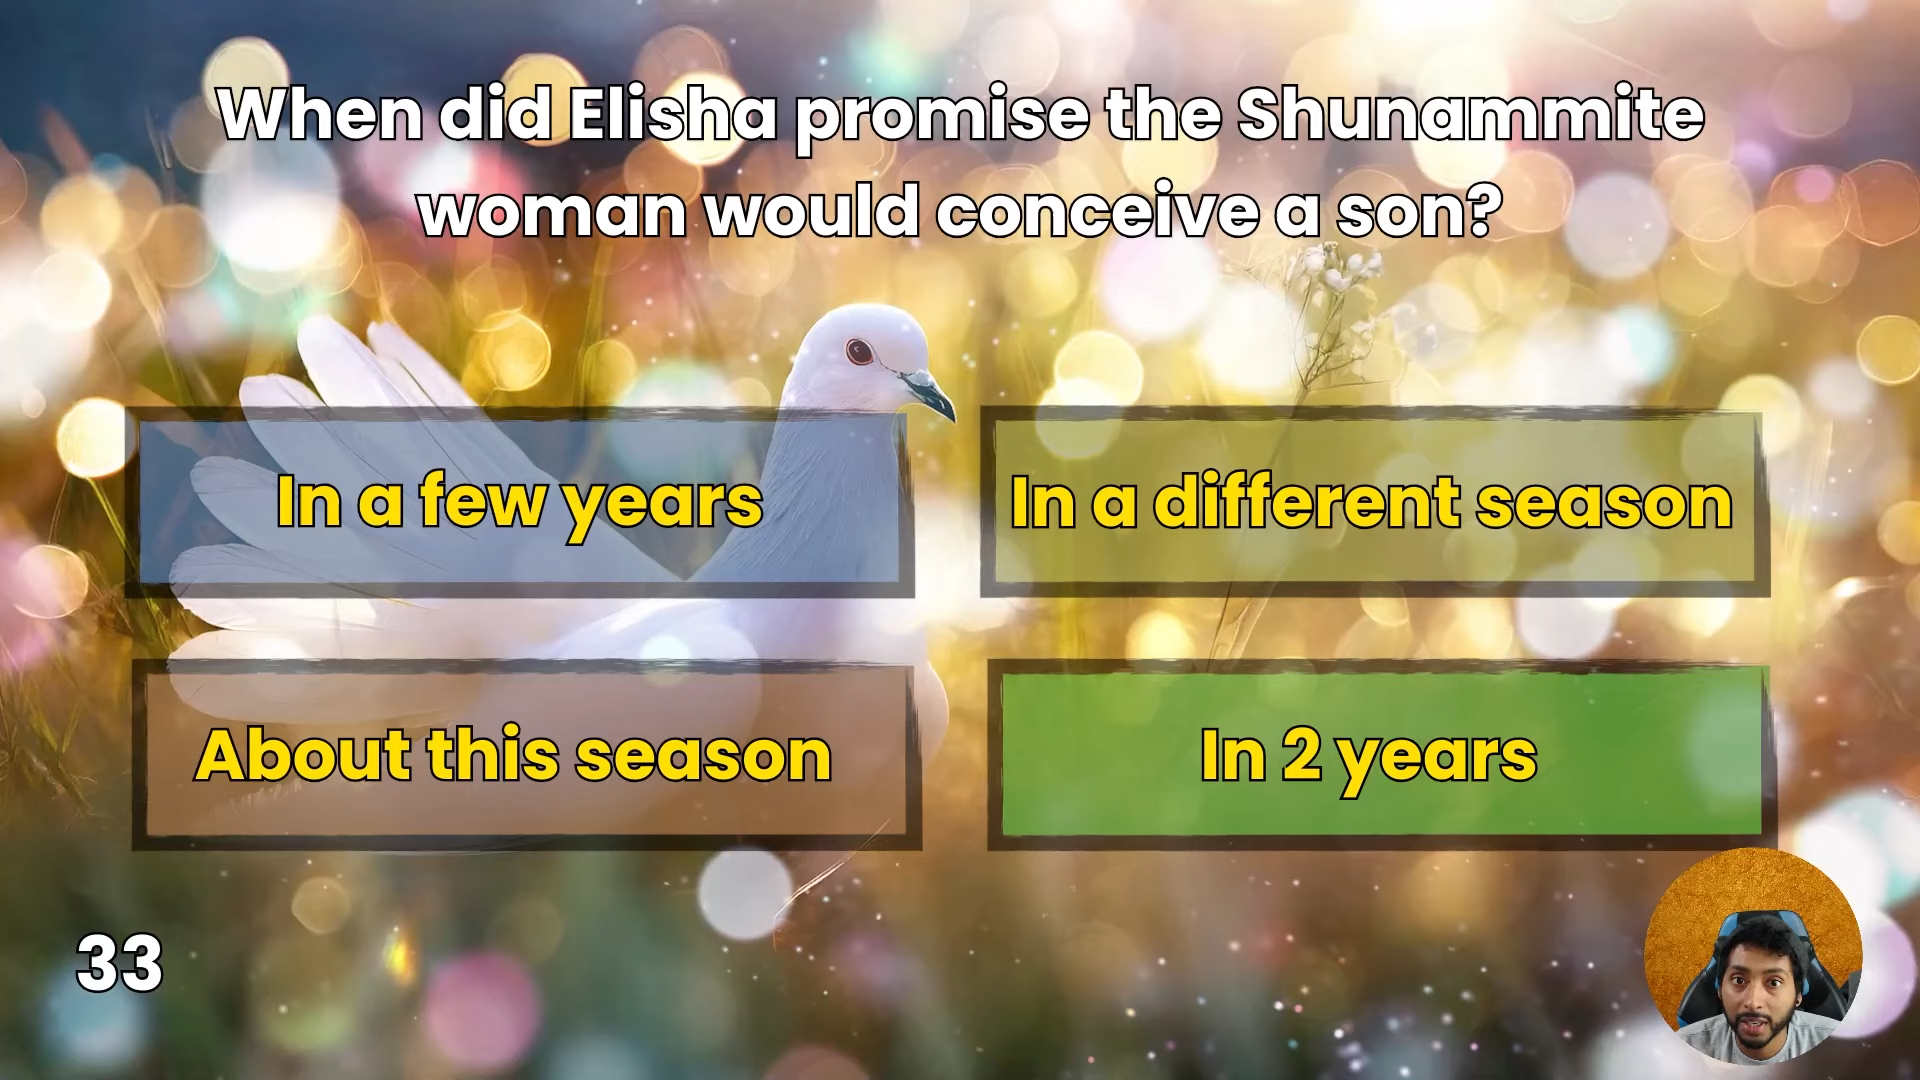 When did Elisha promise the Shunammite
woman would conceive a son?
In a few years
In a different season
About this season
In 2 years
33